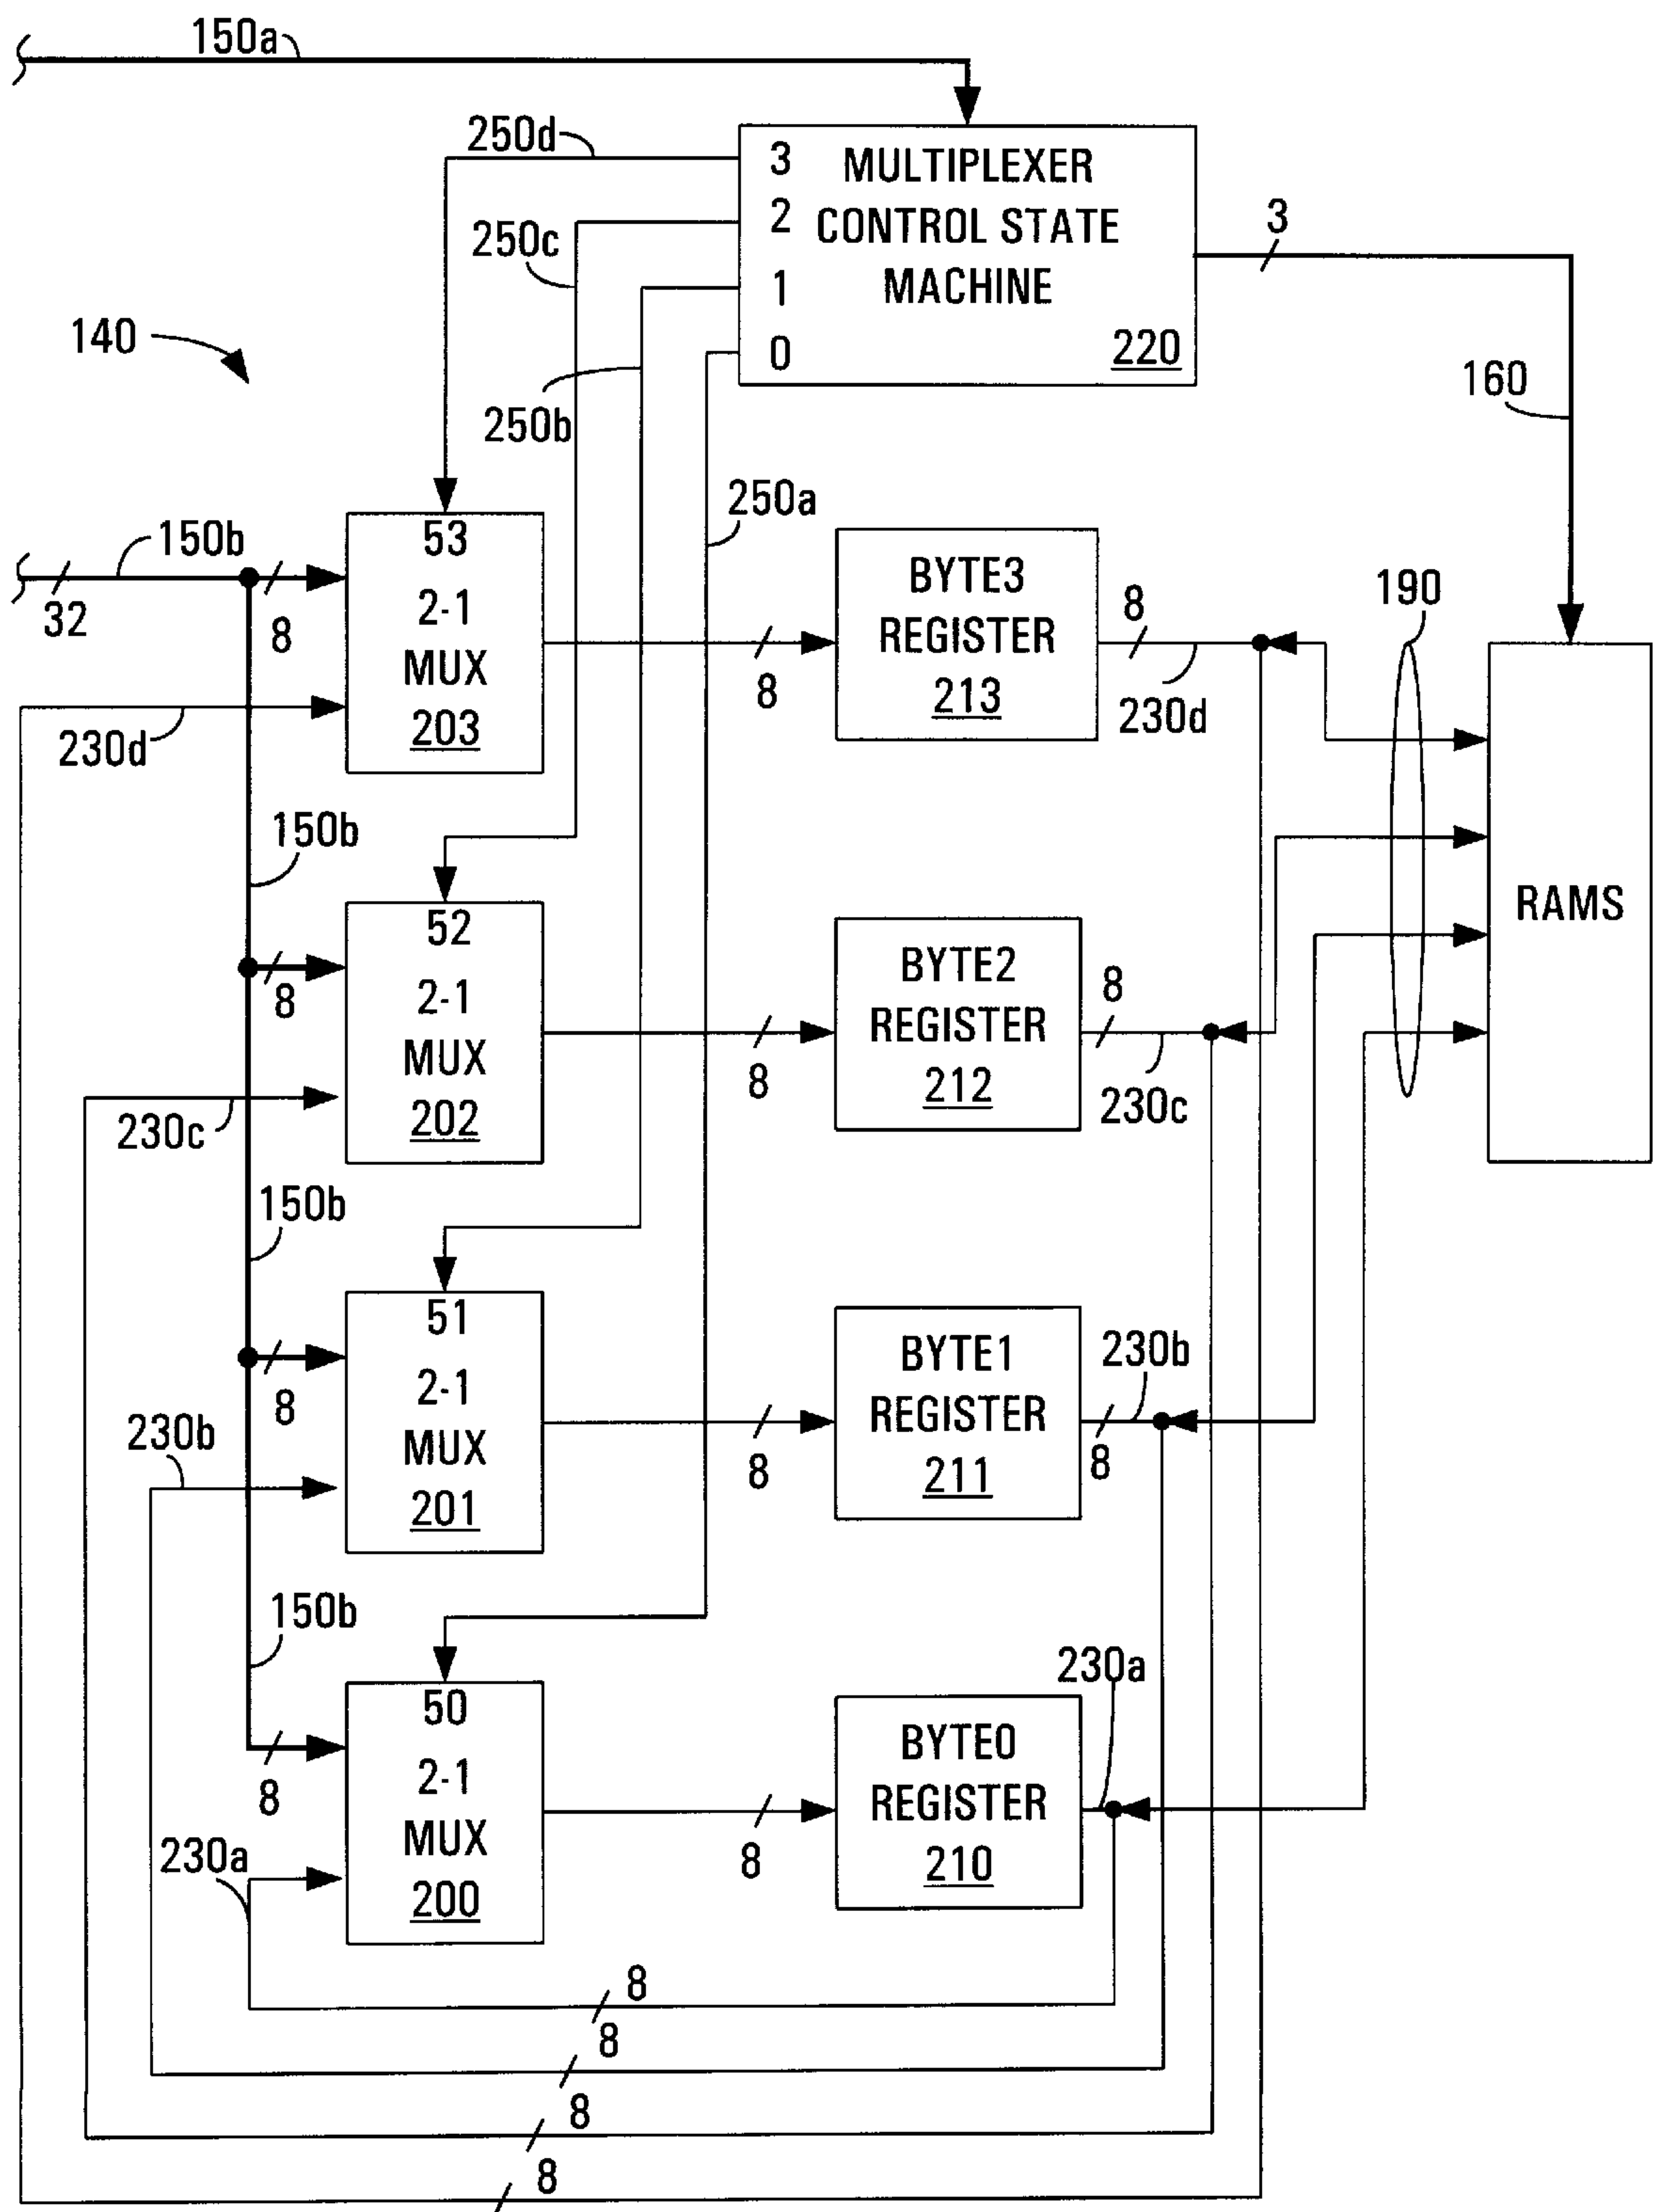 150a
250d
3 MULTIPLEXER
2 CONTROL STATE
1 MACHINE
0 220
3
250c
140
250b
160
250a
150b
32
8
53
2-1
MUX
203
8
BYTE3
REGISTER
213
8
230d
190
230d
150b
RAMS
52
2-1
MUX
202
8
8
BYTE2
REGISTER
212
8
230c
230c
150b
51
2-1
MUX
201
8
8
BYTE1
REGISTER
211
230b
8
230b
150b
50
2-1
MUX
200
8
8
BYTE0
REGISTER
210
230a
230a
8
8
8
8